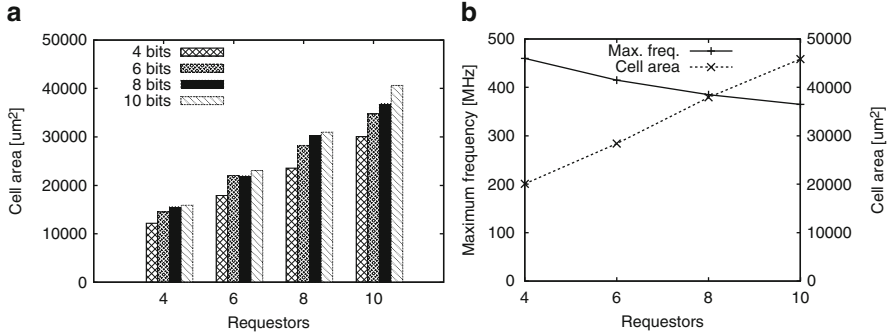 a
50000
40000
30000
20000
10000
0
Cell area [um²]
4 bits
6 bits
8 bits
10 bits
4 6 8 10
Requestors
b
500
400
300
200
100
0
Maximum frequency [MHz]
Max. freq.
Cell area
50000
40000
30000
20000
10000
0
Cell area [um²]
4 6 8 10
Requestors